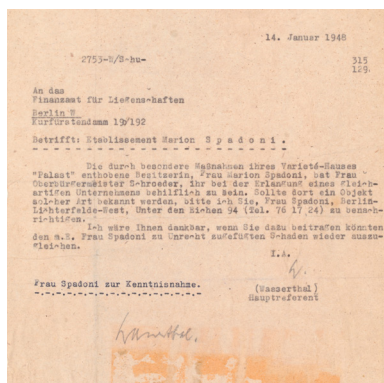 14. Januar 1948
2753-W/S-hu-
315
129.
An das
Finanzamt für Liegenschaften
Berlin W
Kurfürstendamm 190/192
Betrifft: Etablissement Marion S p a d o n i .
Die durch besondere Maßnahmen ihres Varieté-Hauses
"Palast" enthobene Besitzerin, Frau Marion Spadoni, bat Frau
Oberbürgermeister Schroeder, ihr bei der Erlangung eines gleich-
artigen Unternehmens behilflich zu sein. Sollte dort ein Objekt
solcher Art bekannt werden, bitte ich Sie, Frau Spadoni, Berlin-
Lichterfelde-West, Unter den Eichen 94 (Tel. 76 17 24) zu benach-
richtigen.
Ich wäre Ihnen dankbar, wenn Sie dazu beitragen könnten
den m.E. Frau Spadoni zu Unrecht zugefügten Schaden wieder auszu-
gleichen.
I.A.
Frau Spadoni zur Kenntnisnahme.
(Waeserthal)
Hauptreferent